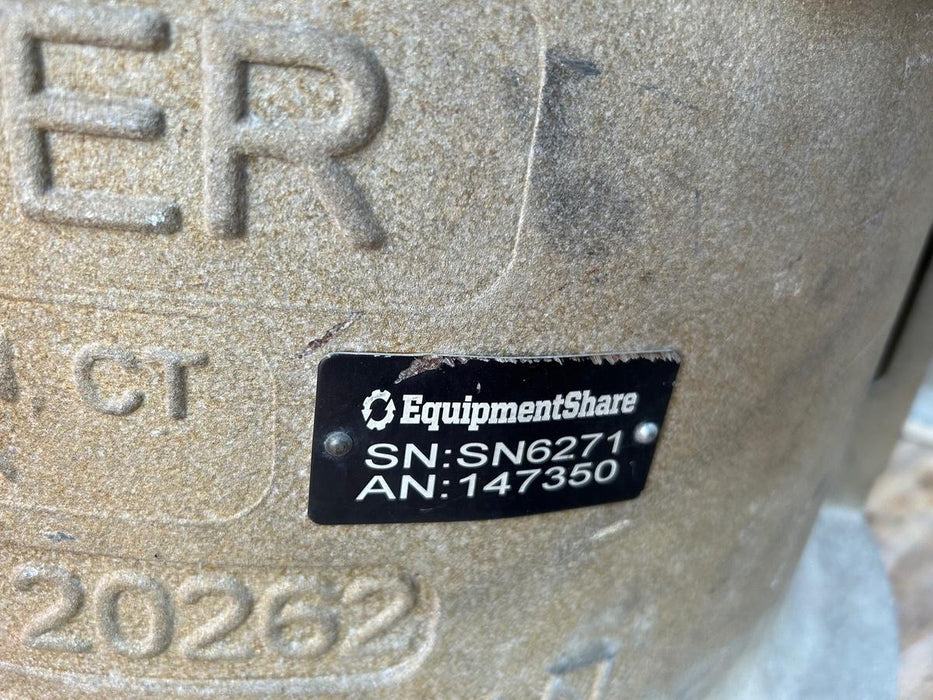 ER
, CT
EquipmentShare
SN:SN6271
AN:147350
20262